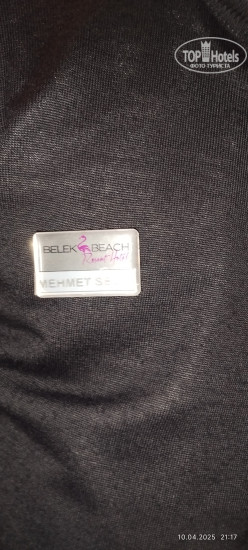 TOP Hotels
ФОТО ТУРИСТА
BELEK BEACH
Resort Hotel
MEHMET S
10.04.2025 21:17